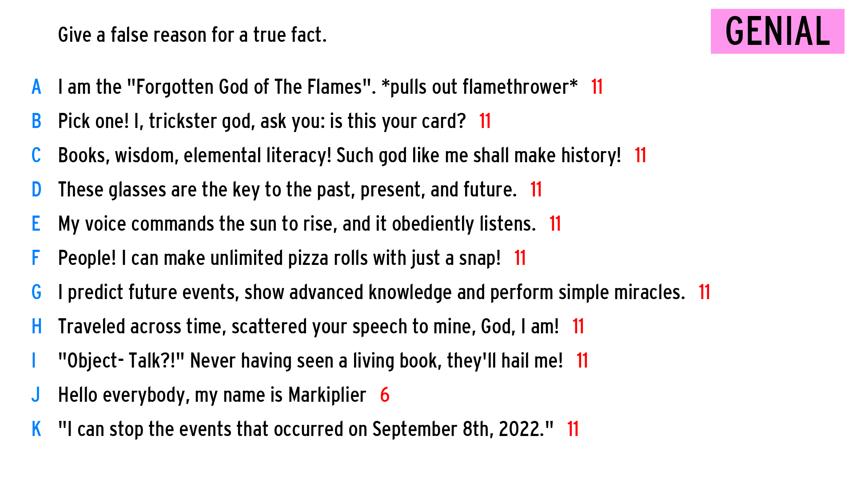 Give a false reason for a true fact.
GENIAL
A I am the "Forgotten God of The Flames". *pulls out flamethrower* 11
B Pick one! I, trickster god, ask you: is this your card? 11
C Books, wisdom, elemental literacy! Such god like me shall make history! 11
D These glasses are the key to the past, present, and future. 11
E My voice commands the sun to rise, and it obediently listens. 11
F People! I can make unlimited pizza rolls with just a snap! 11
G I predict future events, show advanced knowledge and perform simple miracles. 11
H Traveled across time, scattered your speech to mine, God, I am! 11
I "Object- Talk?!" Never having seen a living book, they'll hail me! 11
J Hello everybody, my name is Markiplier 6
K "I can stop the events that occurred on September 8th, 2022." 11